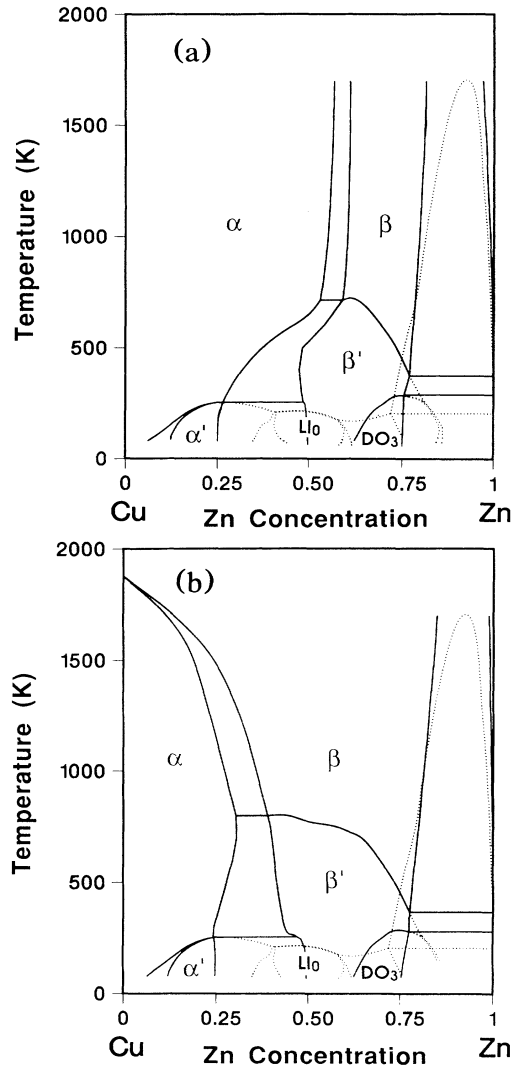 2000
(a)
1500
Temperature (K)
α
β
1000
500
β'
α'
LI₀
DO₃
0
0 0.25 0.50 0.75 1
Cu Zn Concentration Zn
2000
(b)
1500
Temperature (K)
α
β
1000
500
β'
α'
LI₀
DO₃
0
0 0.25 0.50 0.75 1
Cu Zn Concentration Zn